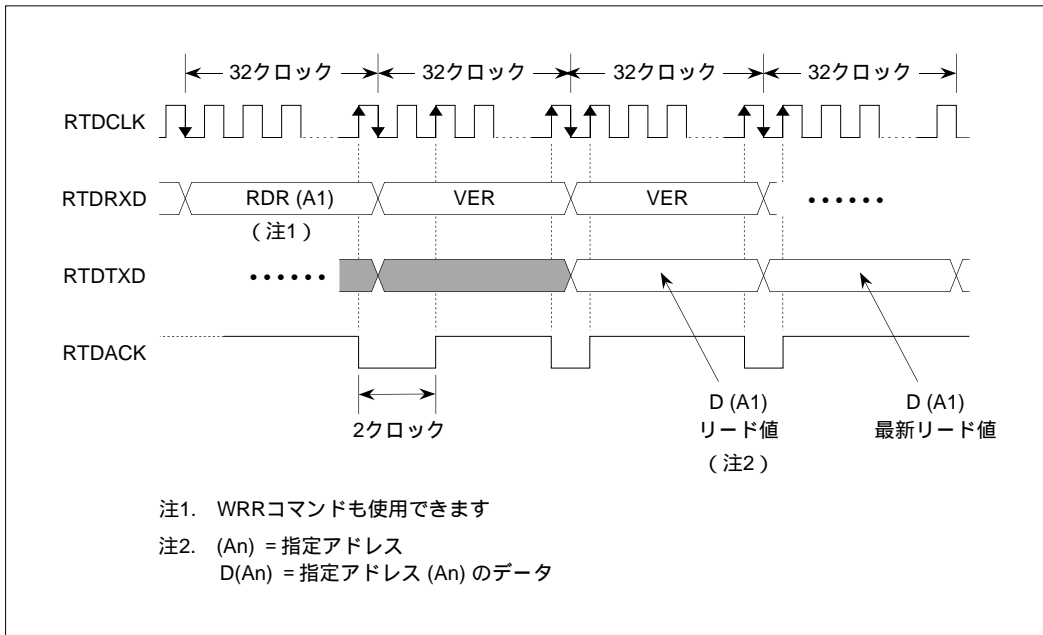 32クロック 32クロック 32クロック 32クロック
RTDCLK
RTDRXD RDR (A1) VER VER ••••••
（注1）
RTDTXD ••••••
RTDACK
2クロック
D (A1)
リード値
（注2）
D (A1)
最新リード値
注1. WRRコマンドも使用できます
注2. (An) = 指定アドレス
D(An) = 指定アドレス (An) のデータ